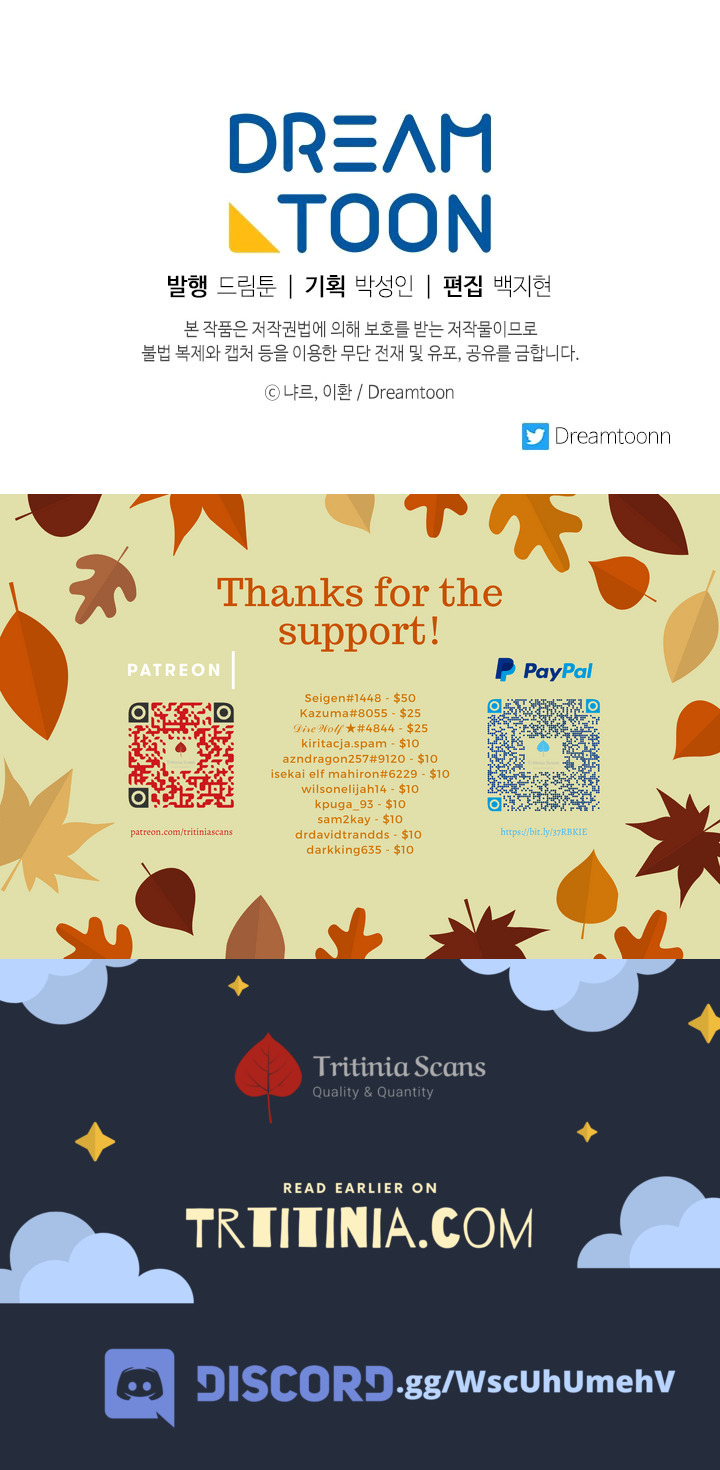 DREAM
TOON
발행 드림툰 | 기획 박성인 | 편집 백지현
본 작품은 저작권법에 의해 보호를 받는 저작물이므로
불법 복제와 캡처 등을 이용한 무단 전재 및 유포, 공유를 금합니다.
ⓒ 냐르, 이환 / Dreamtoon
Dreamtoonn
Thanks for the
support!
PATREON
PayPal
Seigen#1448 - $50
Kazuma#8055 - $25
𝒟𝒾𝓇𝑒 𝒲𝑜𝓁𝒻 ★#4844 - $25
kiritacja.spam - $10
azndragon257#9120 - $10
isekai elf mahiron#6229 - $10
wilsonelijah14 - $10
kpuga_93 - $10
sam2kay - $10
drdavidtrandds - $10
darkking635 - $10
patreon.com/tritiniascans
https://bit.ly/37RBKIE
Tritinia Scans
Quality & Quantity
READ EARLIER ON
TRITINIA.COM
DISCORD.gg/WscUhUmehV